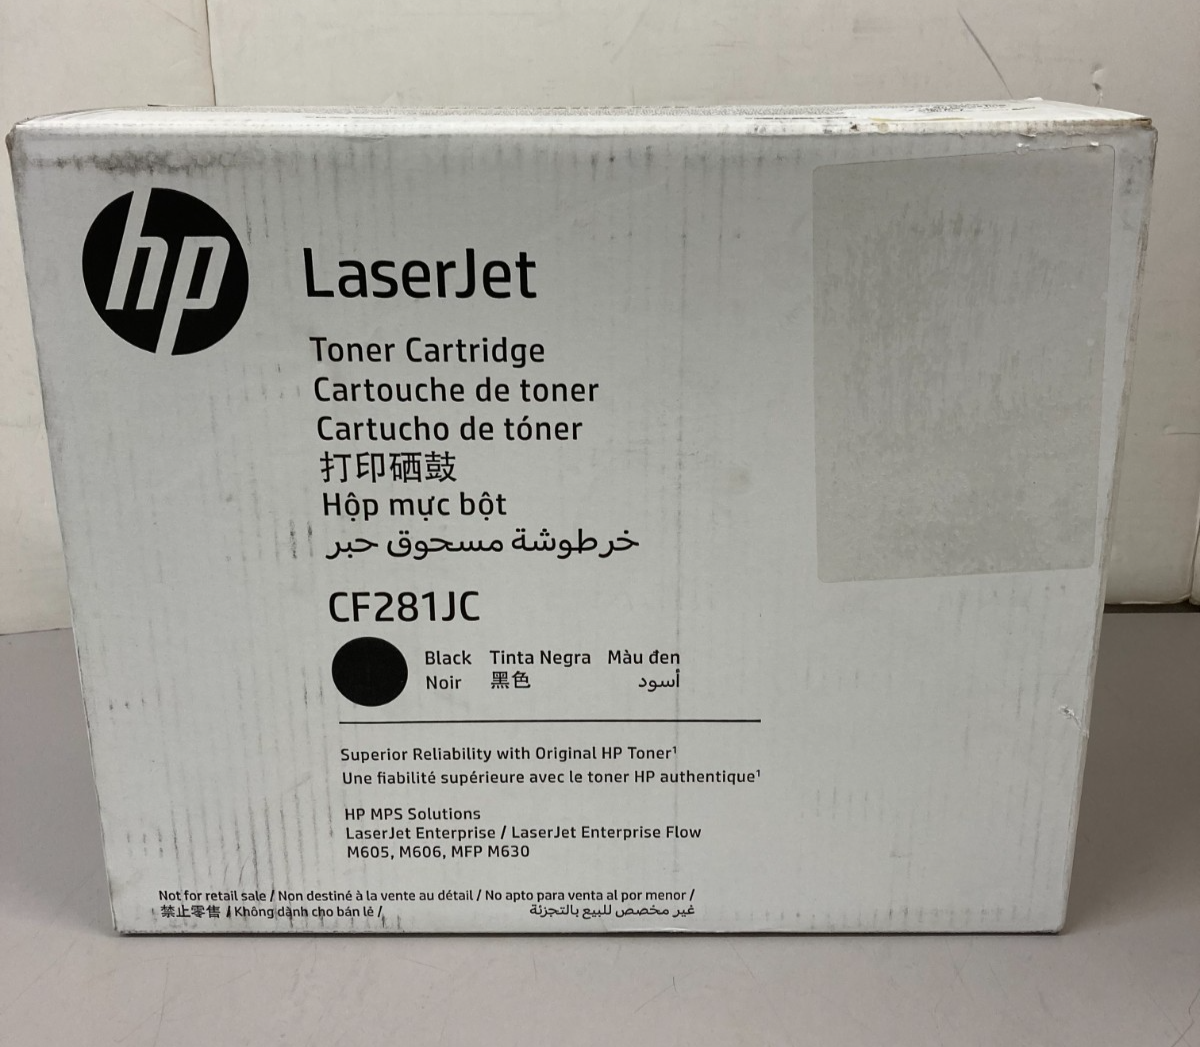 hp
LaserJet
Toner Cartridge
Cartouche de toner
Cartucho de tóner
打印硒鼓
Hộp mực bột
خرطوشة مسحوق حبر
CF281JC
Black Tinta Negra Màu đen
Noir 黑色 أسود
Superior Reliability with Original HP Toner¹
Une fiabilité supérieure avec le toner HP authentique¹
HP MPS Solutions
LaserJet Enterprise / LaserJet Enterprise Flow
M605, M606, MFP M630
Not for retail sale / Non destiné à la vente au détail / No apto para venta al por menor /
禁止零售 / Không dành cho bán lẻ / غير مخصص للبيع بالتجزئة